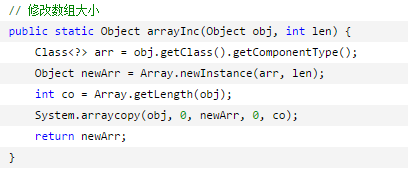 // 修改数组大小
public static Object arrayInc(Object obj, int len) {
    Class<?> arr = obj.getClass().getComponentType();
    Object newArr = Array.newInstance(arr, len);
    int co = Array.getLength(obj);
    System.arraycopy(obj, 0, newArr, 0, co);
    return newArr;
}